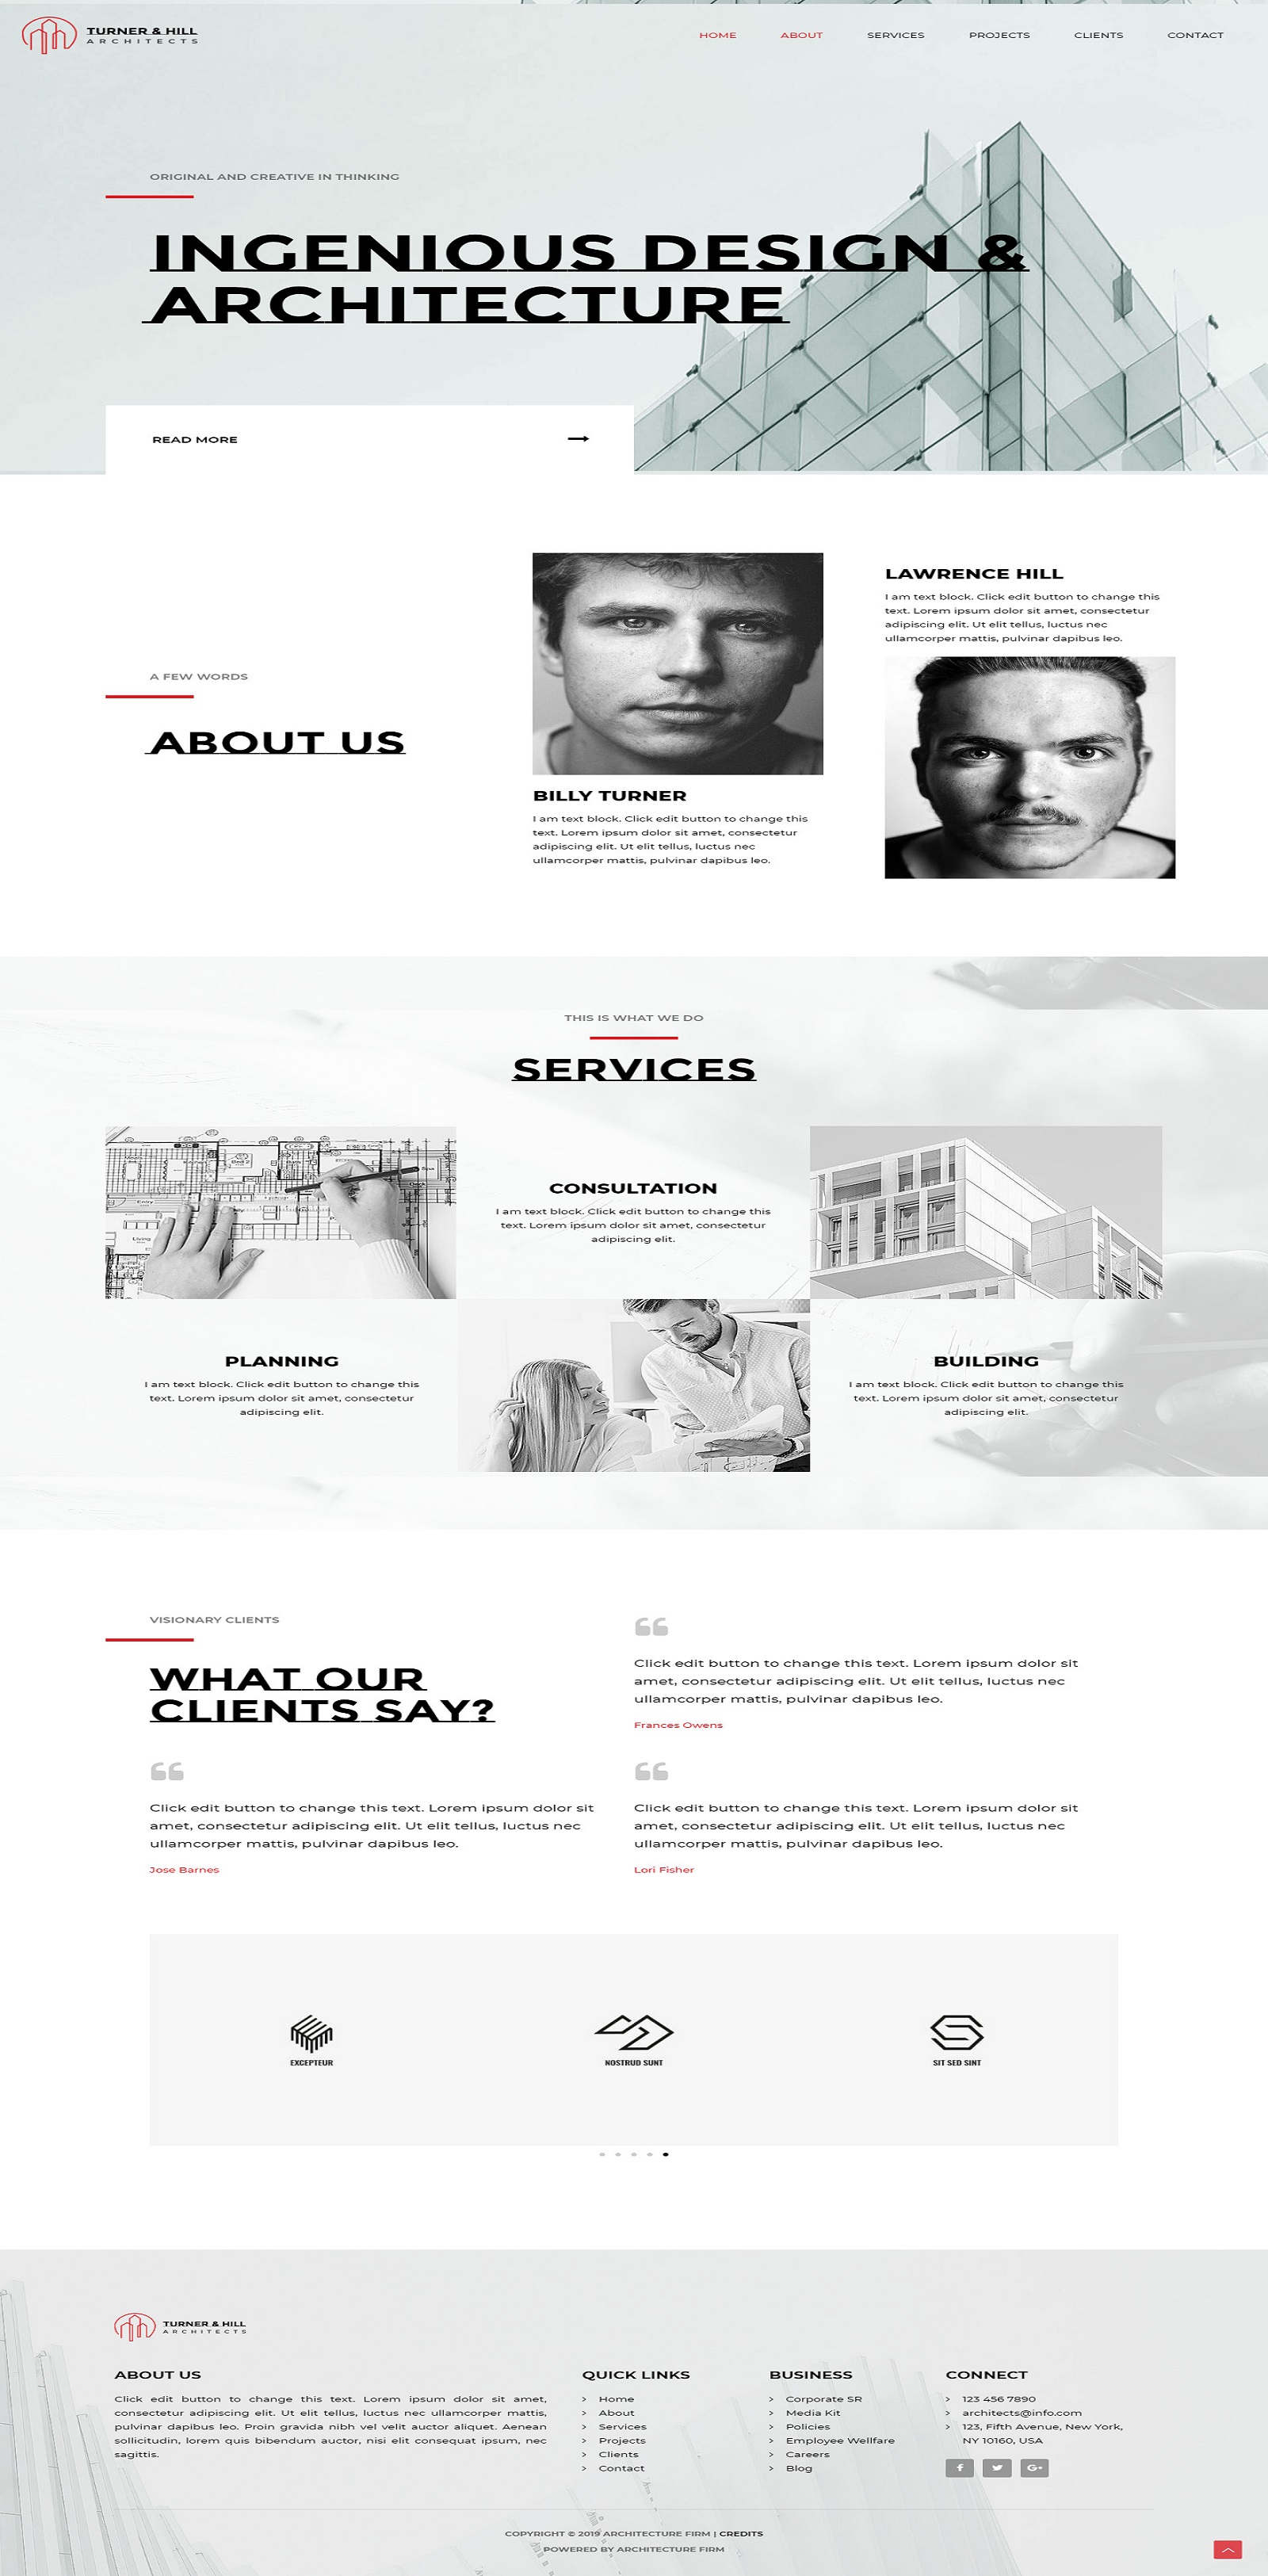 TURNER & HILL
ARCHITECTS
HOME ABOUT SERVICES PROJECTS CLIENTS CONTACT
ORIGINAL AND CREATIVE IN THINKING
INGENIOUS DESIGN &
ARCHITECTURE
READ MORE
A FEW WORDS
ABOUT US
BILLY TURNER
I am text block. Click edit button to change this
text. Lorem ipsum dolor sit amet, consectetur
adipiscing elit. Ut elit tellus, luctus nec
ullamcorper mattis, pulvinar dapibus leo.
LAWRENCE HILL
I am text block. Click edit button to change this
text. Lorem ipsum dolor sit amet, consectetur
adipiscing elit. Ut elit tellus, luctus nec
ullamcorper mattis, pulvinar dapibus leo.
THIS IS WHAT WE DO
SERVICES
CONSULTATION
I am text block. Click edit button to change this
text. Lorem ipsum dolor sit amet, consectetur
adipiscing elit.
PLANNING
I am text block. Click edit button to change this
text. Lorem ipsum dolor sit amet, consectetur
adipiscing elit.
BUILDING
I am text block. Click edit button to change this
text. Lorem ipsum dolor sit amet, consectetur
adipiscing elit.
VISIONARY CLIENTS
WHAT OUR
CLIENTS SAY?
Click edit button to change this text. Lorem ipsum dolor sit
amet, consectetur adipiscing elit. Ut elit tellus, luctus nec
ullamcorper mattis, pulvinar dapibus leo.
Frances Owens
Click edit button to change this text. Lorem ipsum dolor sit
amet, consectetur adipiscing elit. Ut elit tellus, luctus nec
ullamcorper mattis, pulvinar dapibus leo.
Jose Barnes
Click edit button to change this text. Lorem ipsum dolor sit
amet, consectetur adipiscing elit. Ut elit tellus, luctus nec
ullamcorper mattis, pulvinar dapibus leo.
Lori Fisher
EXCEPTEUR
NOSTRUD SUNT
SIT SED SINT
TURNER & HILL
ARCHITECTS
ABOUT US
Click edit button to change this text. Lorem ipsum dolor sit amet,
consectetur adipiscing elit. Ut elit tellus, luctus nec ullamcorper mattis,
pulvinar dapibus leo. Proin gravida nibh vel velit auctor aliquet. Aenean
sollicitudin, lorem quis bibendum auctor, nisi elit consequat ipsum, nec
sagittis.
QUICK LINKS
> Home
> About
> Services
> Projects
> Clients
> Contact
BUSINESS
> Corporate SR
> Media Kit
> Policies
> Employee Wellfare
> Careers
> Blog
CONNECT
> 123 456 7890
> architects@info.com
> 123, Fifth Avenue, New York,
NY 10160, USA
COPYRIGHT © 2019 ARCHITECTURE FIRM | CREDITS
POWERED BY ARCHITECTURE FIRM